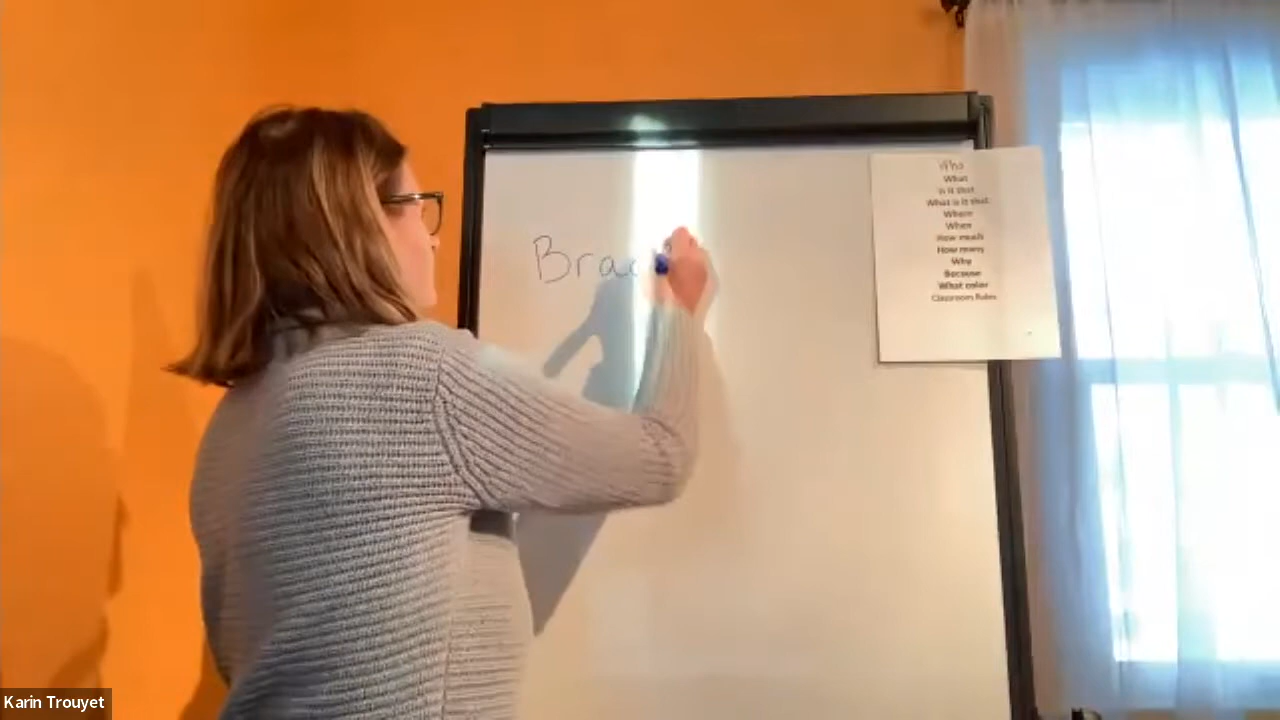 Brac
Who
What
Is it that
What is it that
Where
When
How much
How many
Why
Because
What color
Classroom Rules
Karin Trouyet